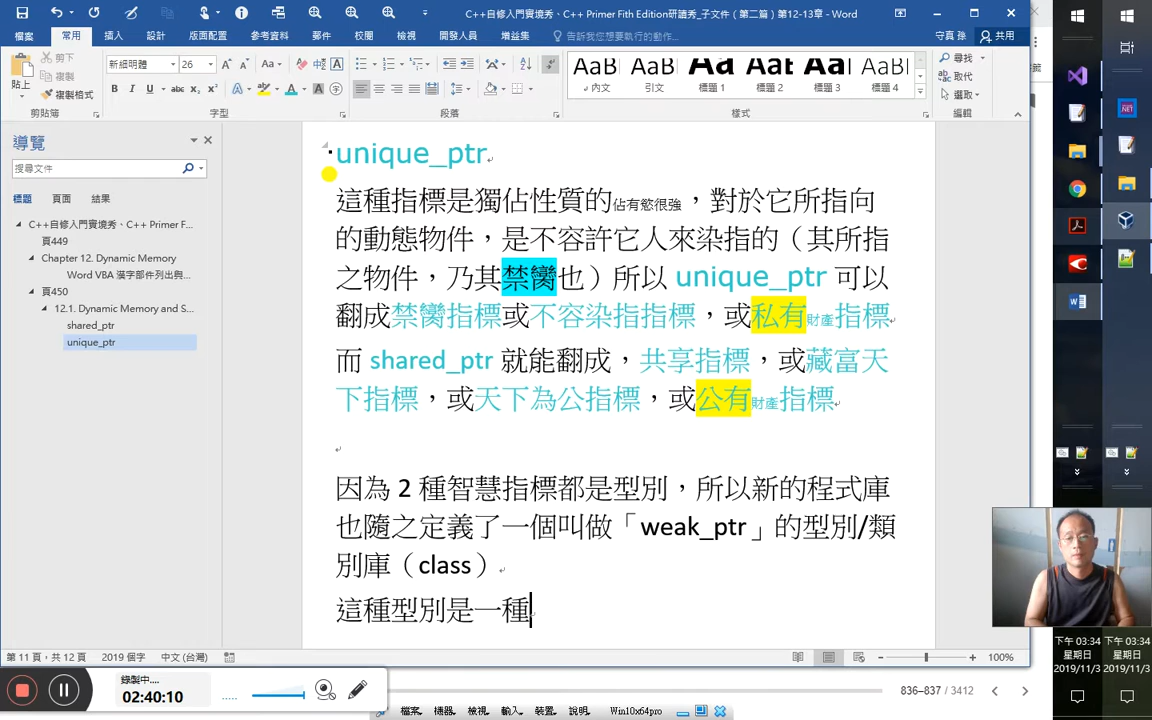 C++自修入門實境秀、C++ Primer Fith Edition研讀秀_子文件（第二篇）第12-13章 - Word
檔案 常用 插入 設計 版面配置 參考資料 郵件 校閱 檢視 開發人員 增益集 告訴我您想要執行的動作... 守真 孫 共用
貼上 剪下 複製 複製格式 剪貼簿
新細明體 26 字型
段落
AaB 內文 AaB 引文 Aa 標題 1 AaE 標題 2 AaI 標題 3 AaB 標題 4 樣式
尋找 取代 選取 編輯
導覽
搜尋文件
標題 頁面 結果
C++自修入門實境秀、C++ Primer F...
頁449
Chapter 12. Dynamic Memory
Word VBA 漢字部件列出與...
頁450
12.1. Dynamic Memory and S...
shared_ptr
unique_ptr
unique_ptr
這種指標是獨佔性質的佔有慾很強，對於它所指向
的動態物件，是不容許它人來染指的（其所指
之物件，乃其禁臠也）所以 unique_ptr 可以
翻成禁臠指標或不容染指指標，或私有財產指標
而 shared_ptr 就能翻成，共享指標，或藏富天
下指標，或天下為公指標，或公有財產指標
因為 2 種智慧指標都是型別，所以新的程式庫
也隨之定義了一個叫做「weak_ptr」的型別/類
別庫（class）
這種型別是一種
第 11 頁，共 12 頁 2019 個字 中文 (台灣) 100%
錄製中....
02:40:10
836–837 / 3412
檔案 機器 檢視 輸入 裝置 說明 Win10x64pro
下午 03:34 下午 03:34
星期日 星期日
2019/11/3 2019/11/3